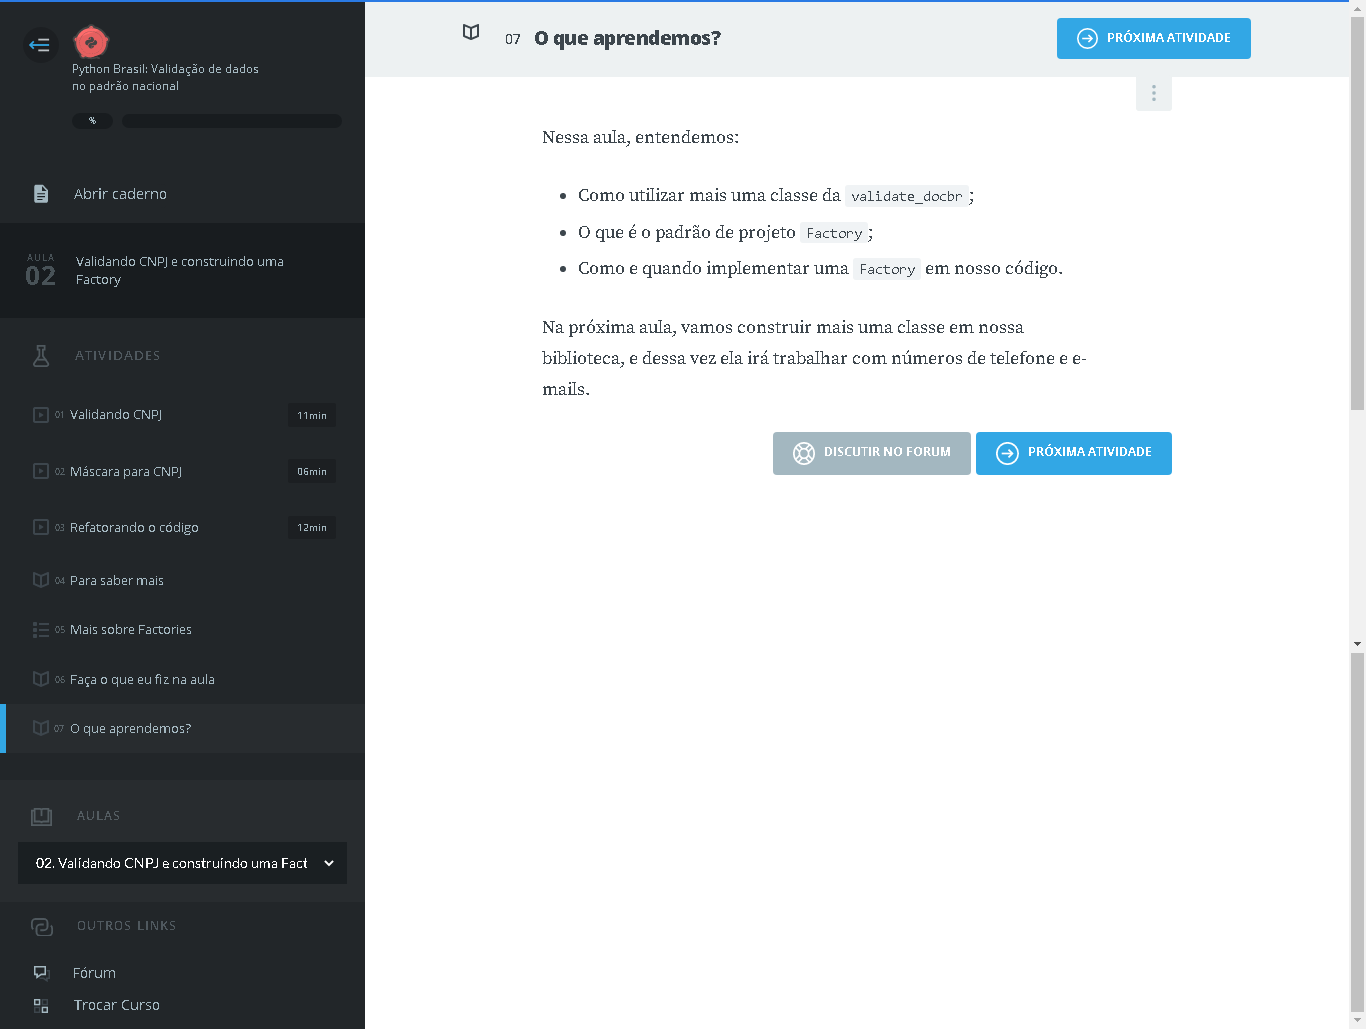 Python Brasil: Validação de dados
no padrão nacional
%
Abrir caderno
AULA
02
Validando CNPJ e construindo uma
Factory
ATIVIDADES
01 Validando CNPJ 11min
02 Máscara para CNPJ 06min
03 Refatorando o código 12min
04 Para saber mais
05 Mais sobre Factories
06 Faça o que eu fiz na aula
07 O que aprendemos?
AULAS
02. Validando CNPJ e construindo uma Fact
OUTROS LINKS
Fórum
Trocar Curso
07 O que aprendemos?
PRÓXIMA ATIVIDADE
Nessa aula, entendemos:
• Como utilizar mais uma classe da validate_docbr ;
• O que é o padrão de projeto Factory ;
• Como e quando implementar uma Factory em nosso código.
Na próxima aula, vamos construir mais uma classe em nossa
biblioteca, e dessa vez ela irá trabalhar com números de telefone e e-
mails.
DISCUTIR NO FORUM
PRÓXIMA ATIVIDADE